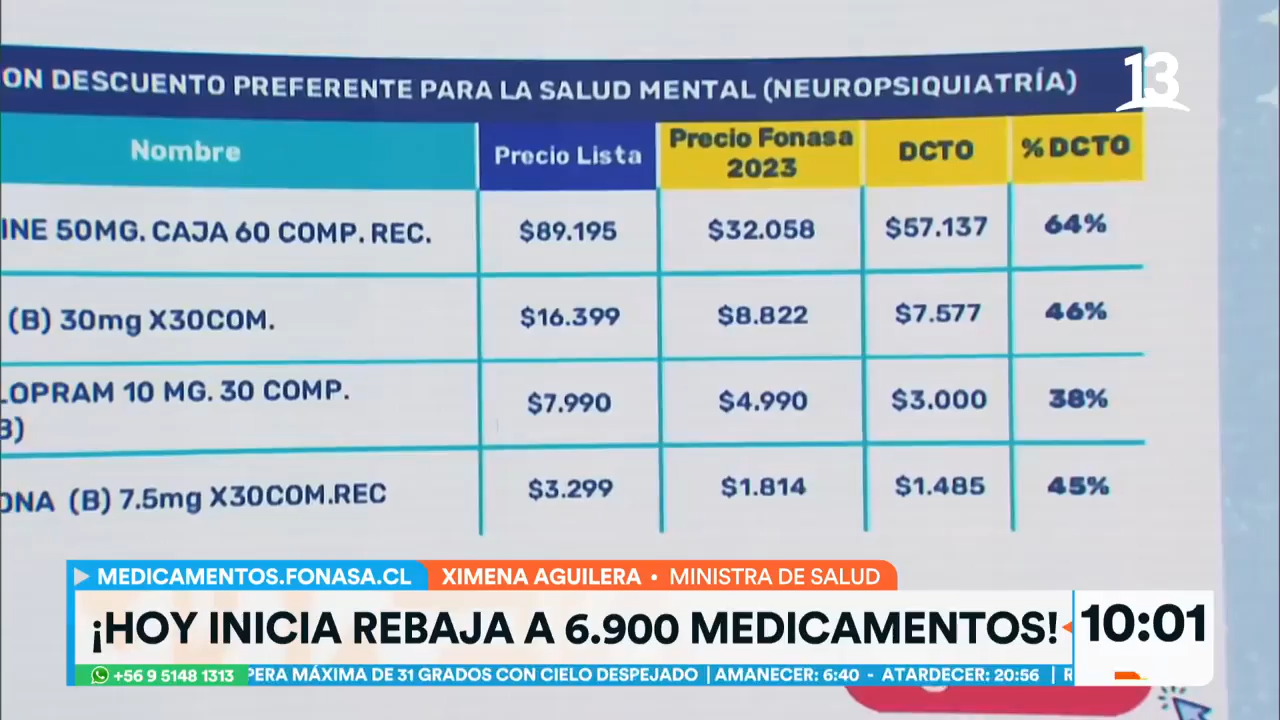 13
ON DESCUENTO PREFERENTE PARA LA SALUD MENTAL (NEUROPSIQUIATRÍA)
Nombre Precio Lista Precio Fonasa 2023 DCTO % DCTO
INE 50MG. CAJA 60 COMP. REC. $89.195 $32.058 $57.137 64%
(B) 30mg X30COM. $16.399 $8.822 $7.577 46%
LOPRAM 10 MG. 30 COMP. $7.990 $4.990 $3.000 38%
B)
ONA (B) 7.5mg X30COM.REC $3.299 $1.814 $1.485 45%
MEDICAMENTOS.FONASA.CL XIMENA AGUILERA • MINISTRA DE SALUD
¡HOY INICIA REBAJA A 6.900 MEDICAMENTOS! 10:01
+56 9 5148 1313 PERA MÁXIMA DE 31 GRADOS CON CIELO DESPEJADO | AMANECER: 6:40 - ATARDECER: 20:56 | R